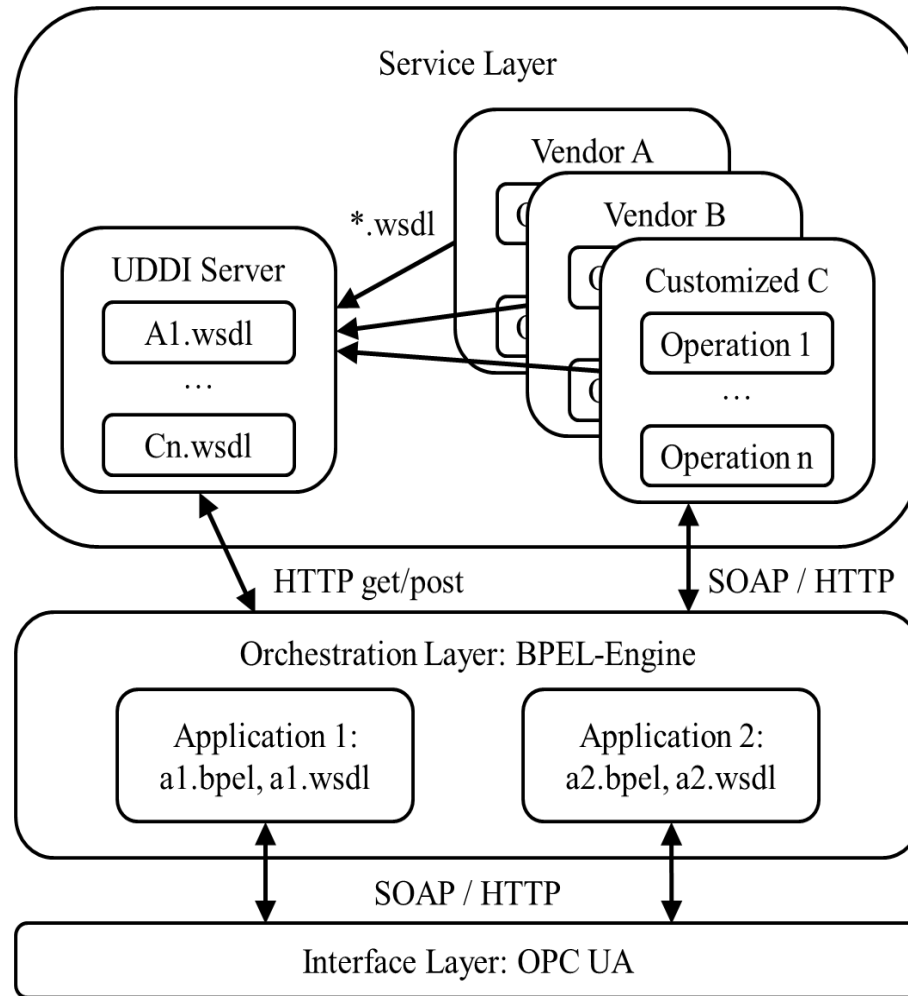 Service Layer
Vendor A
*.wsdl
Vendor B
UDDI Server
Customized C
A1.wsdl
Operation 1
...
...
Cn.wsdl
Operation n
HTTP get/post
SOAP / HTTP
Orchestration Layer: BPEL-Engine
Application 1:
a1.bpel, a1.wsdl
Application 2:
a2.bpel, a2.wsdl
SOAP / HTTP
Interface Layer: OPC UA